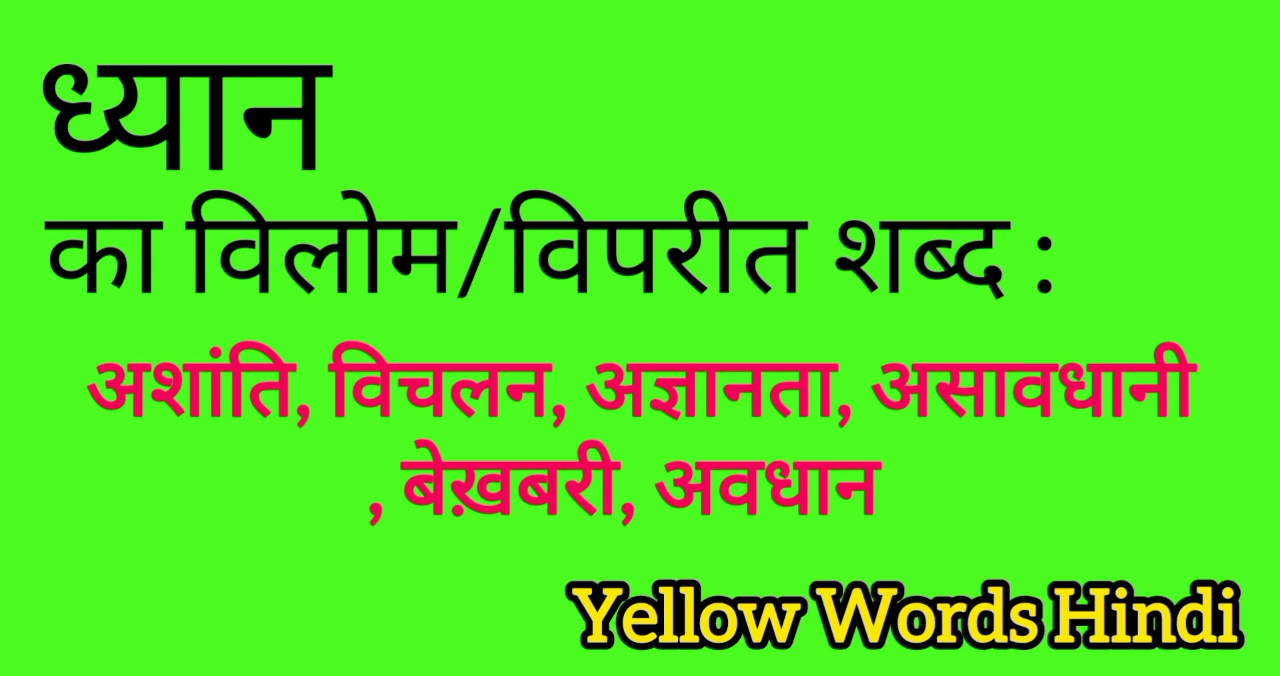 ध्यान
का विलोम/विपरीत शब्द :
अशांति, विचलन, अज्ञानता, असावधानी
, बेख़बरी, अवधान
Yellow Words Hindi